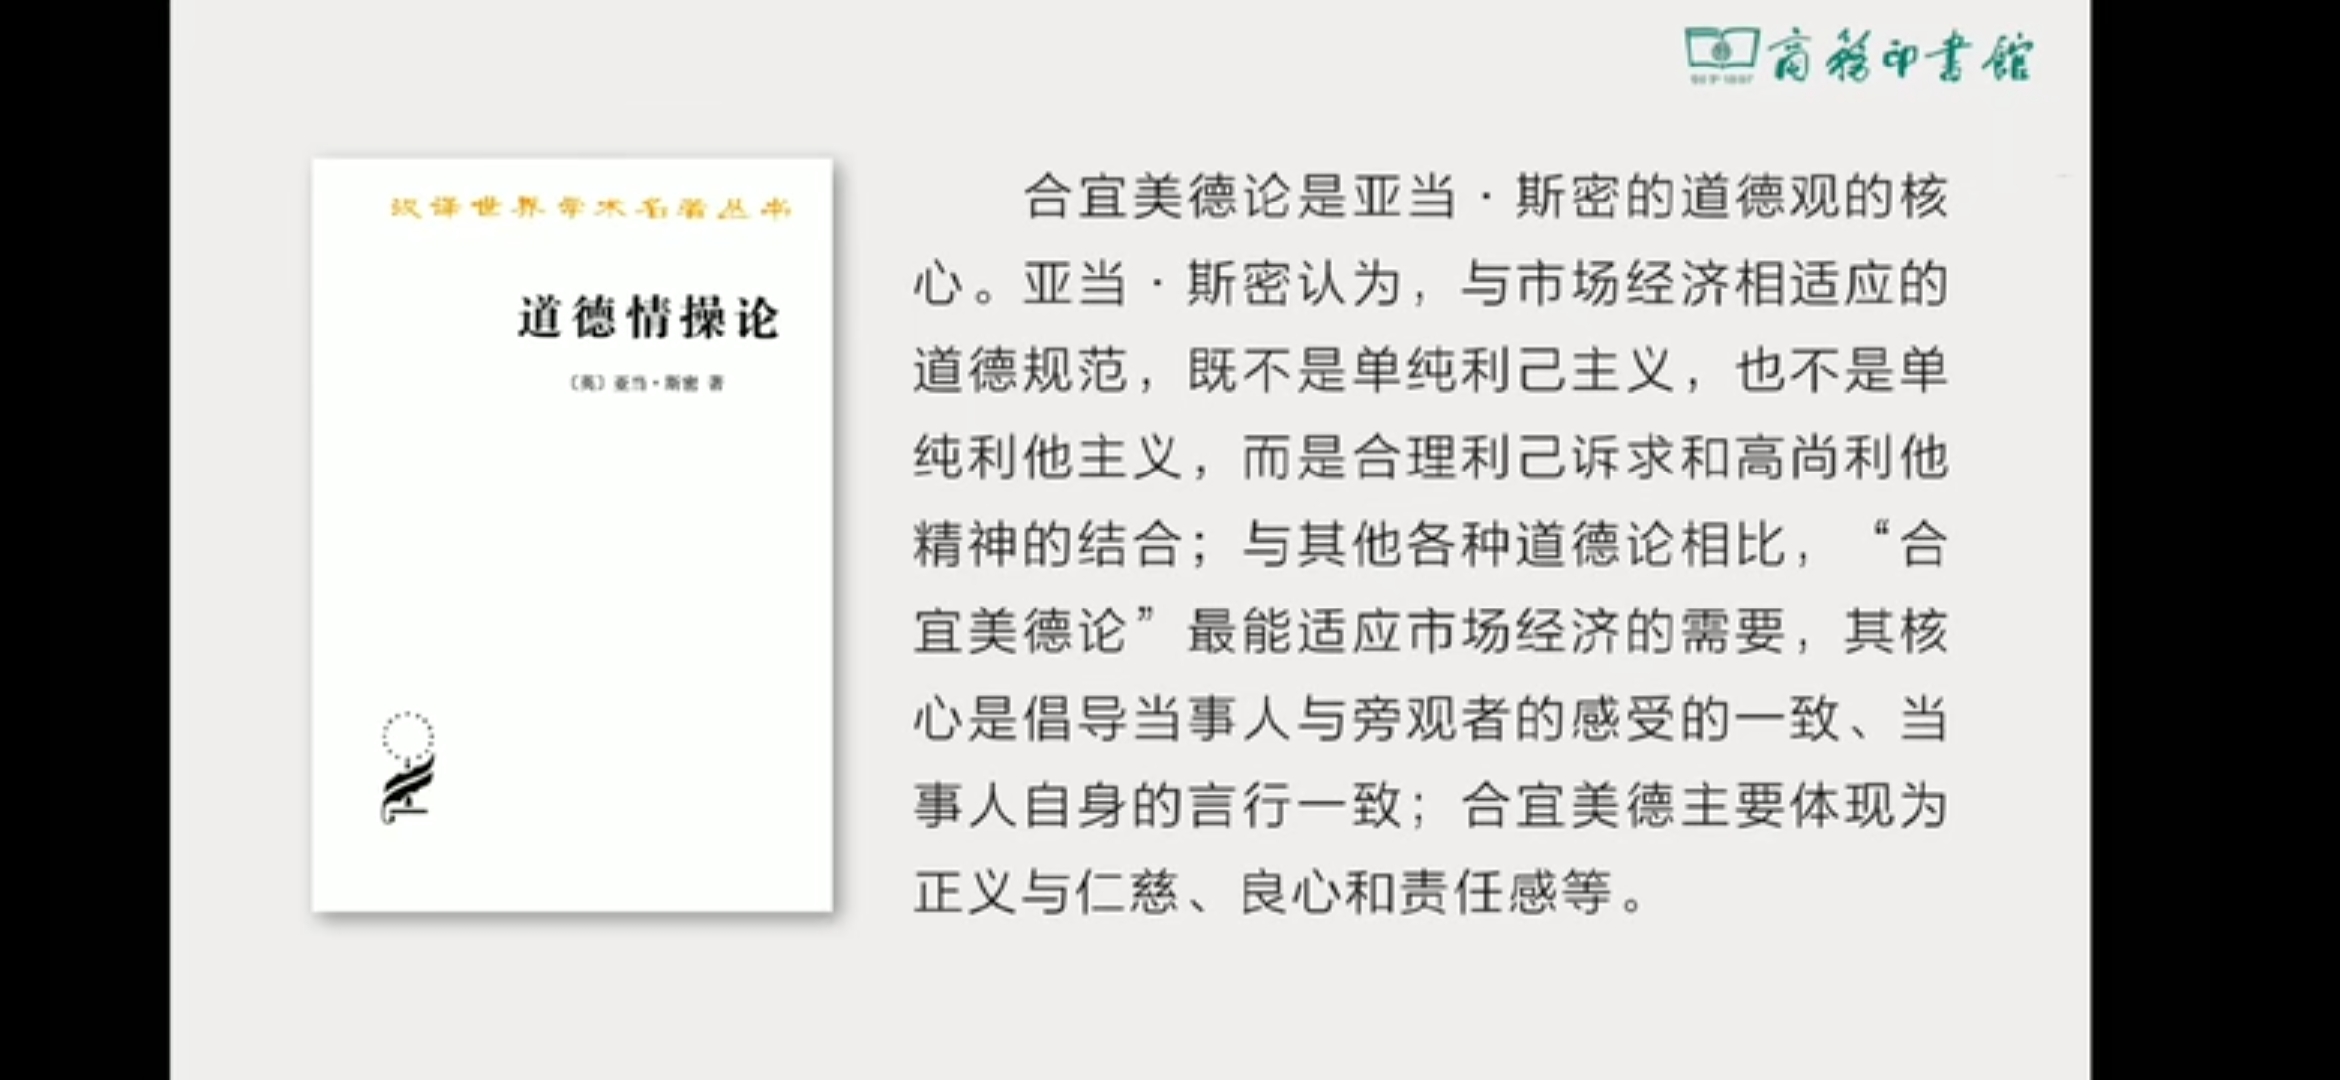 商務印書館
汉译世界学术名著丛书
道德情操论
〔英〕亚当·斯密 著
合宜美德论是亚当·斯密的道德观的核
心。亚当·斯密认为，与市场经济相适应的
道德规范，既不是单纯利己主义，也不是单
纯利他主义，而是合理利己诉求和高尚利他
精神的结合；与其他各种道德论相比，“合
宜美德论”最能适应市场经济的需要，其核
心是倡导当事人与旁观者的感受的一致、当
事人自身的言行一致；合宜美德主要体现为
正义与仁慈、良心和责任感等。